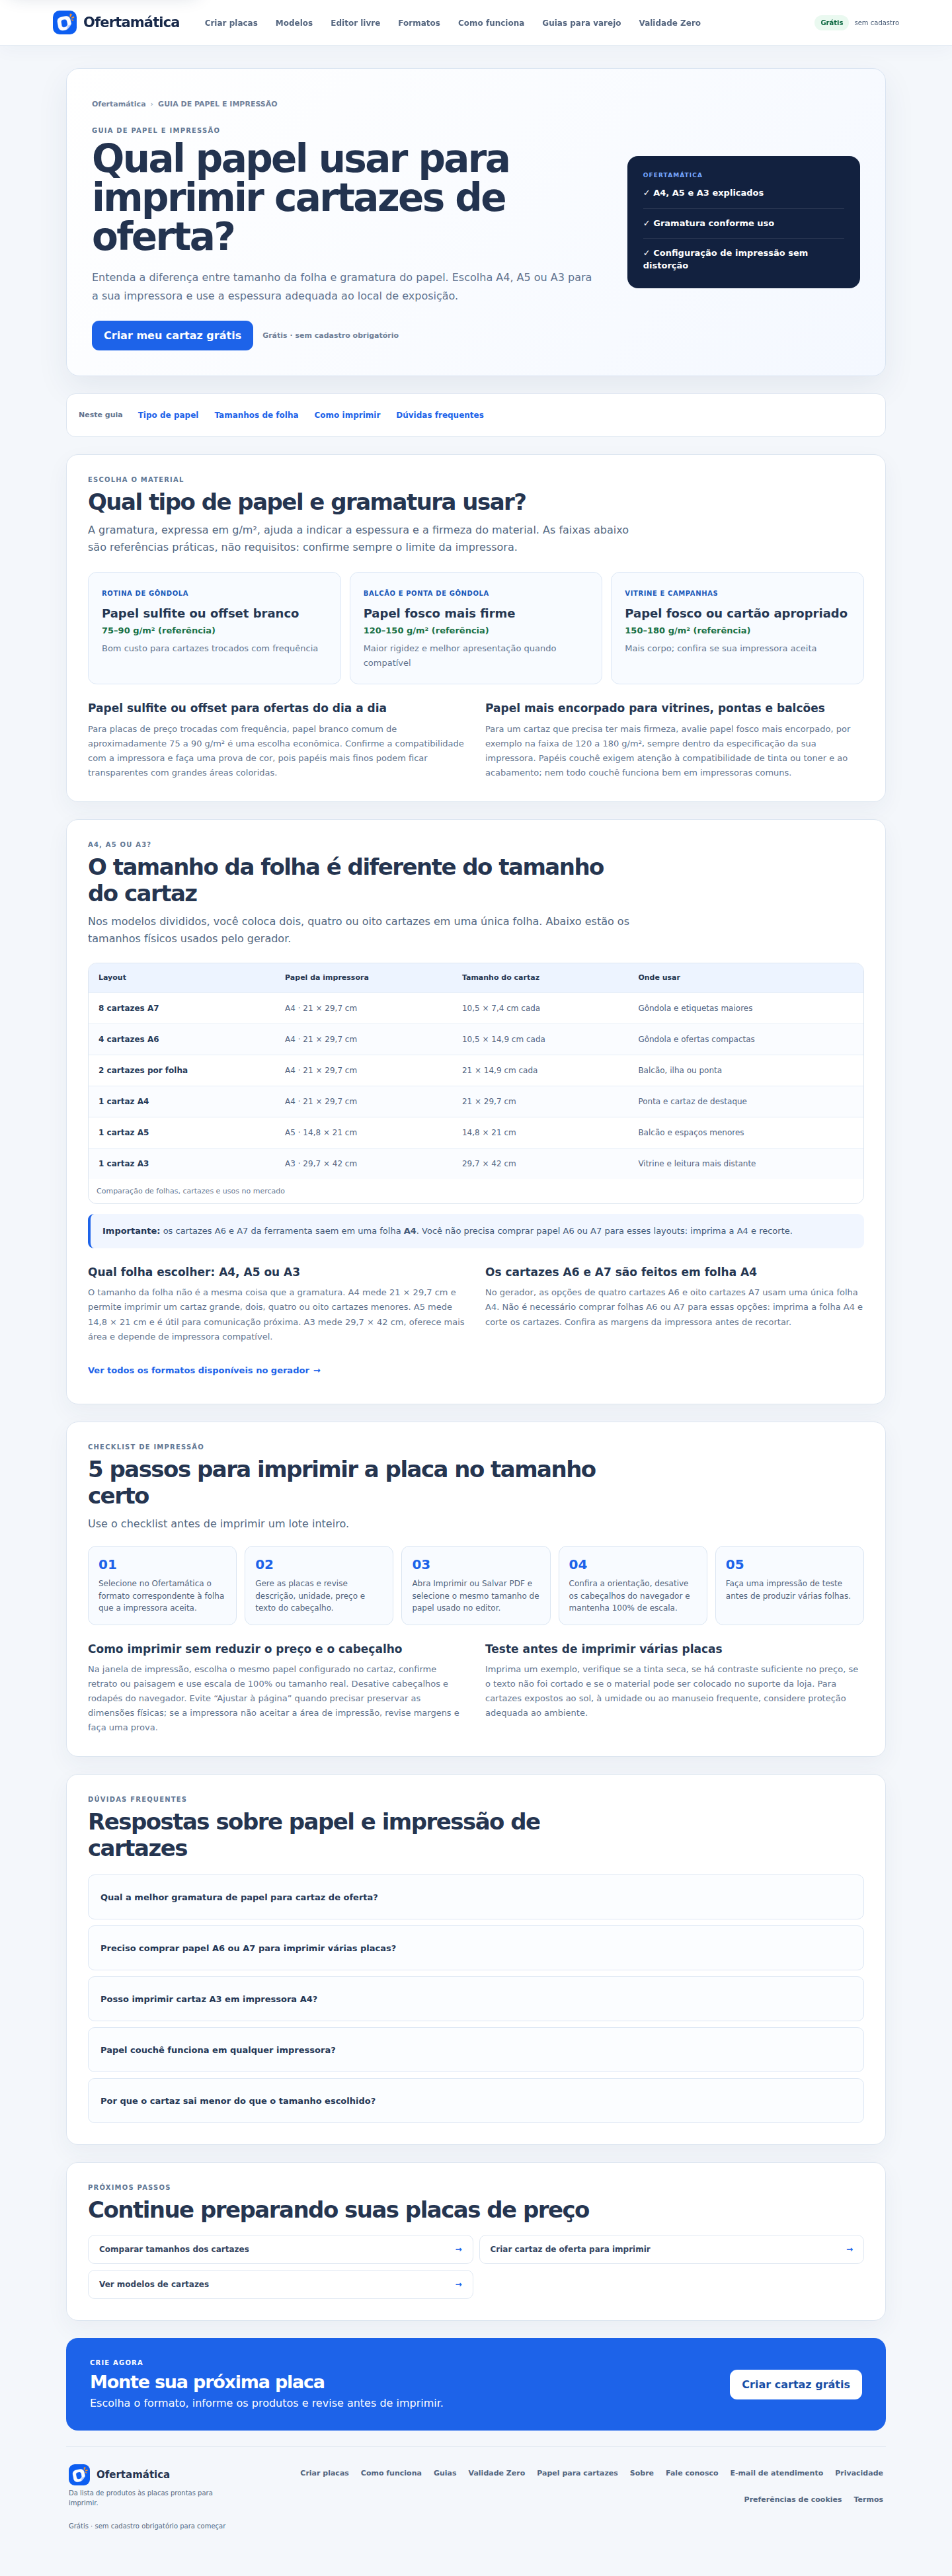 Ofertamática
Criar placas
Modelos
Editor livre
Formatos
Como funciona
Guias para varejo
Validade Zero
Grátis
sem cadastro
Ofertamática › GUIA DE PAPEL E IMPRESSÃO
GUIA DE PAPEL E IMPRESSÃO
Qual papel usar para
imprimir cartazes de
oferta?
Entenda a diferença entre tamanho da folha e gramatura do papel. Escolha A4, A5 ou A3 para
a sua impressora e use a espessura adequada ao local de exposição.
Criar meu cartaz grátis
Grátis · sem cadastro obrigatório
OFERTAMÁTICA
✓ A4, A5 e A3 explicados
✓ Gramatura conforme uso
✓ Configuração de impressão sem
distorção
Neste guia
Tipo de papel
Tamanhos de folha
Como imprimir
Dúvidas frequentes
ESCOLHA O MATERIAL
Qual tipo de papel e gramatura usar?
A gramatura, expressa em g/m², ajuda a indicar a espessura e a firmeza do material. As faixas abaixo
são referências práticas, não requisitos: confirme sempre o limite da impressora.
ROTINA DE GÔNDOLA
Papel sulfite ou offset branco
75–90 g/m² (referência)
Bom custo para cartazes trocados com frequência
BALCÃO E PONTA DE GÔNDOLA
Papel fosco mais firme
120–150 g/m² (referência)
Maior rigidez e melhor apresentação quando
compatível
VITRINE E CAMPANHAS
Papel fosco ou cartão apropriado
150–180 g/m² (referência)
Mais corpo; confira se sua impressora aceita
Papel sulfite ou offset para ofertas do dia a dia
Para placas de preço trocadas com frequência, papel branco comum de
aproximadamente 75 a 90 g/m² é uma escolha econômica. Confirme a compatibilidade
com a impressora e faça uma prova de cor, pois papéis mais finos podem ficar
transparentes com grandes áreas coloridas.
Papel mais encorpado para vitrines, pontas e balcões
Para um cartaz que precisa ter mais firmeza, avalie papel fosco mais encorpado, por
exemplo na faixa de 120 a 180 g/m², sempre dentro da especificação da sua
impressora. Papéis couchê exigem atenção à compatibilidade de tinta ou toner e ao
acabamento; nem todo couchê funciona bem em impressoras comuns.
A4, A5 OU A3?
O tamanho da folha é diferente do tamanho
do cartaz
Nos modelos divididos, você coloca dois, quatro ou oito cartazes em uma única folha. Abaixo estão os
tamanhos físicos usados pelo gerador.
Layout
Papel da impressora
Tamanho do cartaz
Onde usar
8 cartazes A7
A4 · 21 × 29,7 cm
10,5 × 7,4 cm cada
Gôndola e etiquetas maiores
4 cartazes A6
A4 · 21 × 29,7 cm
10,5 × 14,9 cm cada
Gôndola e ofertas compactas
2 cartazes por folha
A4 · 21 × 29,7 cm
21 × 14,9 cm cada
Balcão, ilha ou ponta
1 cartaz A4
A4 · 21 × 29,7 cm
21 × 29,7 cm
Ponta e cartaz de destaque
1 cartaz A5
A5 · 14,8 × 21 cm
14,8 × 21 cm
Balcão e espaços menores
1 cartaz A3
A3 · 29,7 × 42 cm
29,7 × 42 cm
Vitrine e leitura mais distante
Comparação de folhas, cartazes e usos no mercado
Importante: os cartazes A6 e A7 da ferramenta saem em uma folha A4. Você não precisa comprar papel A6 ou A7 para esses layouts: imprima a A4 e recorte.
Qual folha escolher: A4, A5 ou A3
O tamanho da folha não é a mesma coisa que a gramatura. A4 mede 21 × 29,7 cm e
permite imprimir um cartaz grande, dois, quatro ou oito cartazes menores. A5 mede
14,8 × 21 cm e é útil para comunicação próxima. A3 mede 29,7 × 42 cm, oferece mais
área e depende de impressora compatível.
Os cartazes A6 e A7 são feitos em folha A4
No gerador, as opções de quatro cartazes A6 e oito cartazes A7 usam uma única folha
A4. Não é necessário comprar folhas A6 ou A7 para essas opções: imprima a folha A4 e
corte os cartazes. Confira as margens da impressora antes de recortar.
Ver todos os formatos disponíveis no gerador →
CHECKLIST DE IMPRESSÃO
5 passos para imprimir a placa no tamanho
certo
Use o checklist antes de imprimir um lote inteiro.
01
Selecione no Ofertamática o
formato correspondente à folha
que a impressora aceita.
02
Gere as placas e revise
descrição, unidade, preço e
texto do cabeçalho.
03
Abra Imprimir ou Salvar PDF e
selecione o mesmo tamanho de
papel usado no editor.
04
Confira a orientação, desative
os cabeçalhos do navegador e
mantenha 100% de escala.
05
Faça uma impressão de teste
antes de produzir várias folhas.
Como imprimir sem reduzir o preço e o cabeçalho
Na janela de impressão, escolha o mesmo papel configurado no cartaz, confirme
retrato ou paisagem e use escala de 100% ou tamanho real. Desative cabeçalhos e
rodapés do navegador. Evite “Ajustar à página” quando precisar preservar as
dimensões físicas; se a impressora não aceitar a área de impressão, revise margens e
faça uma prova.
Teste antes de imprimir várias placas
Imprima um exemplo, verifique se a tinta seca, se há contraste suficiente no preço, se
o texto não foi cortado e se o material pode ser colocado no suporte da loja. Para
cartazes expostos ao sol, à umidade ou ao manuseio frequente, considere proteção
adequada ao ambiente.
DÚVIDAS FREQUENTES
Respostas sobre papel e impressão de
cartazes
Qual a melhor gramatura de papel para cartaz de oferta?
Preciso comprar papel A6 ou A7 para imprimir várias placas?
Posso imprimir cartaz A3 em impressora A4?
Papel couchê funciona em qualquer impressora?
Por que o cartaz sai menor do que o tamanho escolhido?
PRÓXIMOS PASSOS
Continue preparando suas placas de preço
Comparar tamanhos dos cartazes →
Criar cartaz de oferta para imprimir →
Ver modelos de cartazes →
CRIE AGORA
Monte sua próxima placa
Escolha o formato, informe os produtos e revise antes de imprimir.
Criar cartaz grátis
Ofertamática
Da lista de produtos às placas prontas para
imprimir.
Grátis · sem cadastro obrigatório para começar
Criar placas
Como funciona
Guias
Validade Zero
Papel para cartazes
Sobre
Fale conosco
E-mail de atendimento
Privacidade
Preferências de cookies
Termos